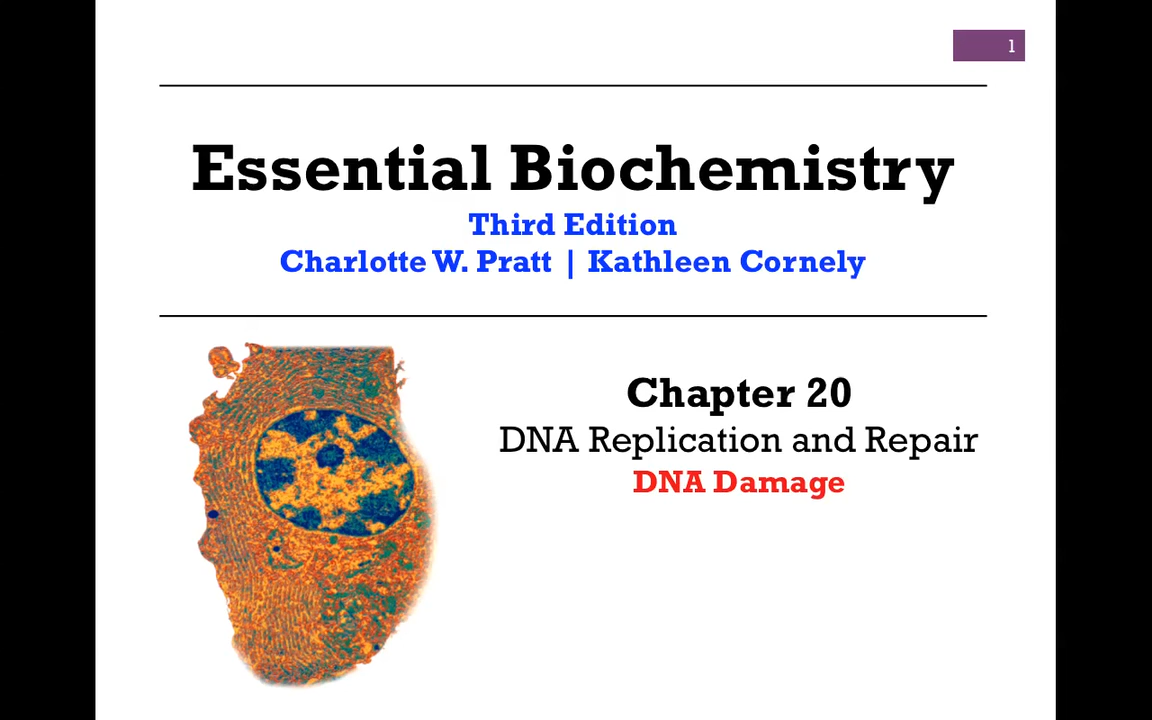 1
Essential Biochemistry
Third Edition
Charlotte W. Pratt | Kathleen Cornely
Chapter 20
DNA Replication and Repair
DNA Damage